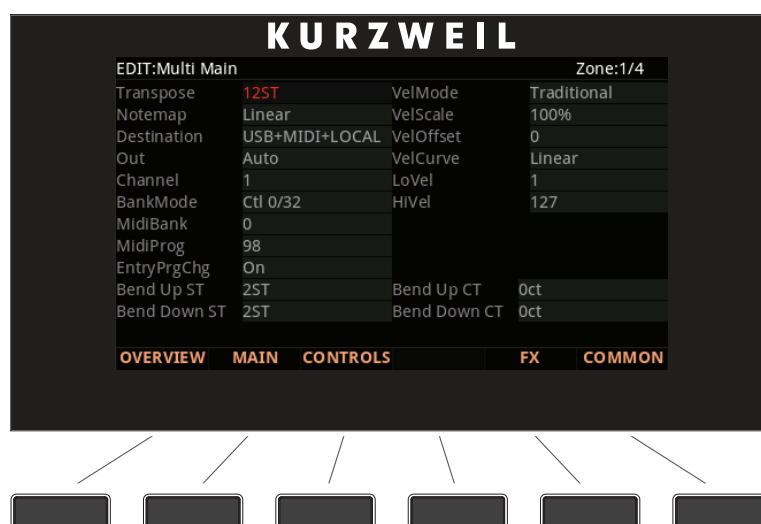 KURZWEIL
EDIT:Multi Main Zone:1/4
Transpose 12ST VelMode Traditional
Notemap Linear VelScale 100%
Destination USB+MIDI+LOCAL VelOffset 0
Out Auto VelCurve Linear
Channel 1 LoVel 1
BankMode Ctl 0/32 HiVel 127
MidiBank 0
MidiProg 98
EntryPrgChg On
Bend Up ST 2ST Bend Up CT 0ct
Bend Down ST 2ST Bend Down CT 0ct
OVERVIEW MAIN CONTROLS FX COMMON